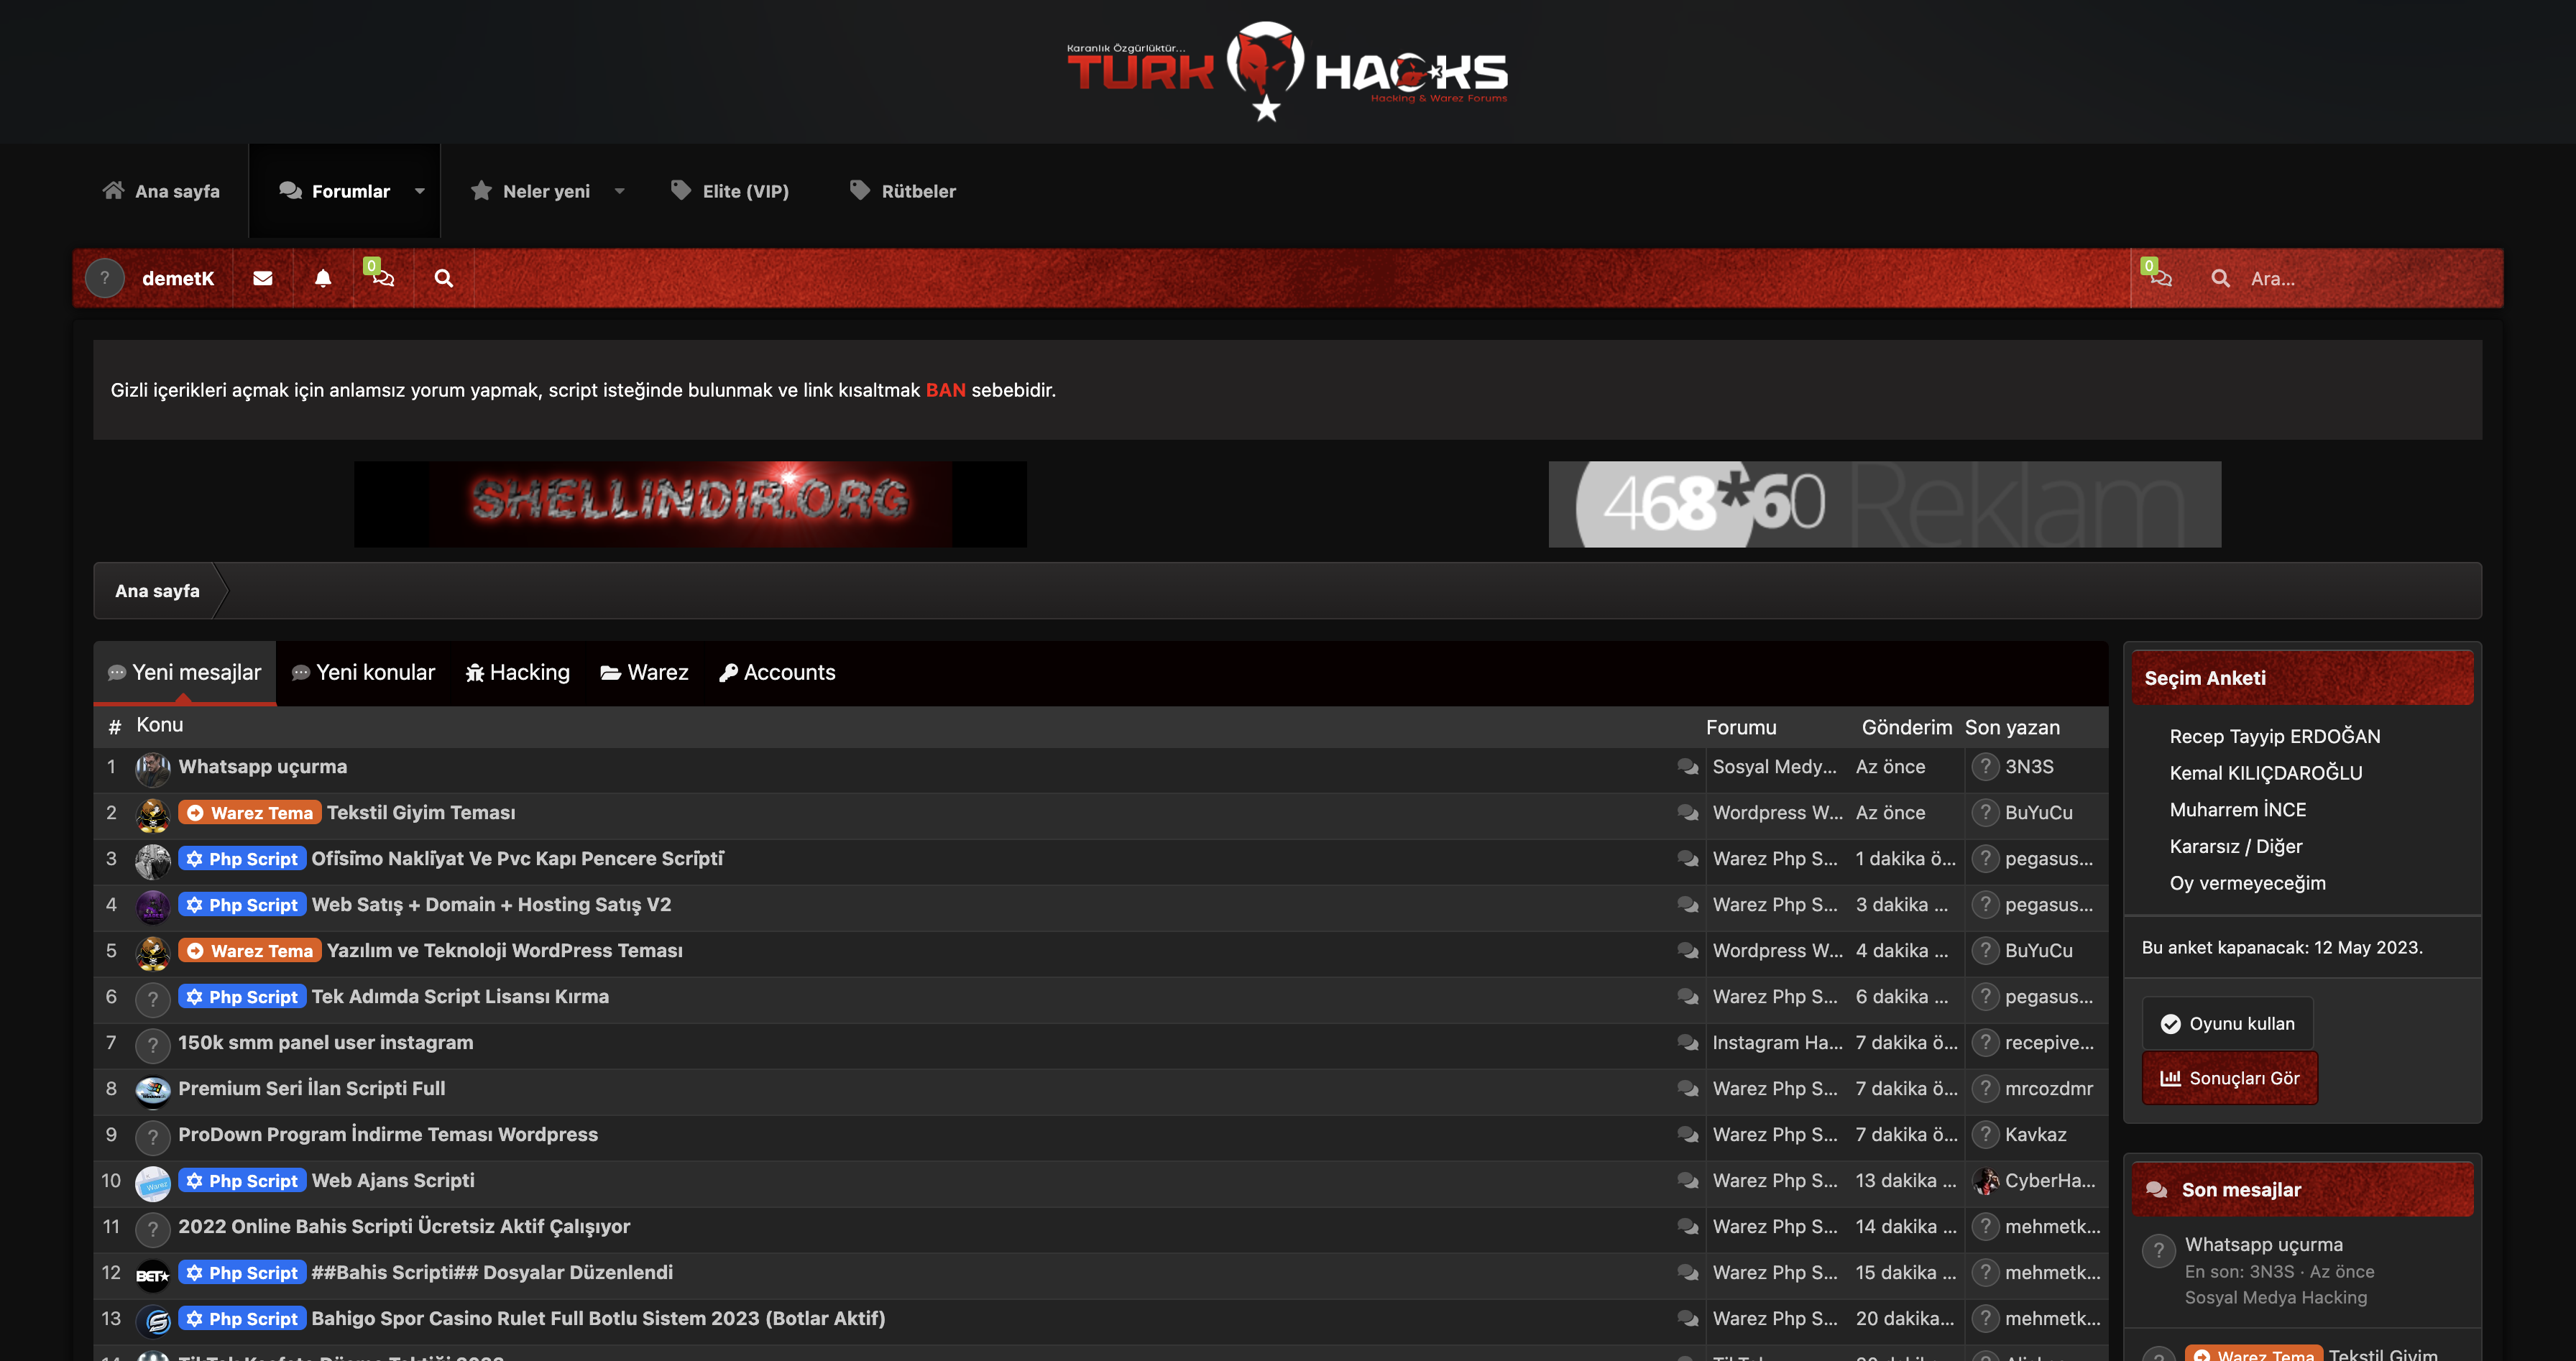 Karanlık Özgürlüktür...
TURK HACKS
Hacking & Warez Forums
Ana sayfa
Forumlar
Neler yeni
Elite (VIP)
Rütbeler
? demetK 0
0 Ara...
Gizli içerikleri açmak için anlamsız yorum yapmak, script isteğinde bulunmak ve link kısaltmak BAN sebebidir.
SHELLINDIR.ORG
468*60 Reklam
Ana sayfa
Yeni mesajlar Yeni konular Hacking Warez Accounts
# Konu Forumu Gönderim Son yazan
1 Whatsapp uçurma Sosyal Medy... Az önce ? 3N3S
2 Warez Tema Tekstil Giyim Teması Wordpress W... Az önce ? BuYuCu
3 Php Script Ofi̇si̇mo Nakli̇yat Ve Pvc Kapı Pencere Scri̇pti̇ Warez Php S... 1 dakika ö... ? pegasus...
4 Php Script Web Satış + Domain + Hosting Satış V2 Warez Php S... 3 dakika ... ? pegasus...
5 Warez Tema Yazılım ve Teknoloji WordPress Teması Wordpress W... 4 dakika ... ? BuYuCu
6 ? Php Script Tek Adımda Script Lisansı Kırma Warez Php S... 6 dakika ... ? pegasus...
7 ? 150k smm panel user instagram Instagram Ha... 7 dakika ö... ? recepive...
8 Premium Seri İlan Scripti Full Warez Php S... 7 dakika ö... ? mrcozdmr
9 ? ProDown Program İndirme Teması Wordpress Warez Php S... 7 dakika ö... ? Kavkaz
10 Warez Php Script Web Ajans Scripti Warez Php S... 13 dakika ... CyberHa...
11 ? 2022 Online Bahis Scripti Ücretsiz Aktif Çalışıyor Warez Php S... 14 dakika ... ? mehmetk...
12 BET Php Script ##Bahis Scripti## Dosyalar Düzenlendi Warez Php S... 15 dakika ... ? mehmetk...
13 Php Script Bahigo Spor Casino Rulet Full Botlu Sistem 2023 (Botlar Aktif) Warez Php S... 20 dakika... ? mehmetk...
Seçim Anketi
Recep Tayyip ERDOĞAN
Kemal KILIÇDAROĞLU
Muharrem İNCE
Kararsız / Diğer
Oy vermeyeceğim
Bu anket kapanacak: 12 May 2023.
Oyunu kullan
Sonuçları Gör
Son mesajlar
? Whatsapp uçurma
En son: 3N3S · Az önce
Sosyal Medya Hacking
Warez Tema Tekstil Giyim